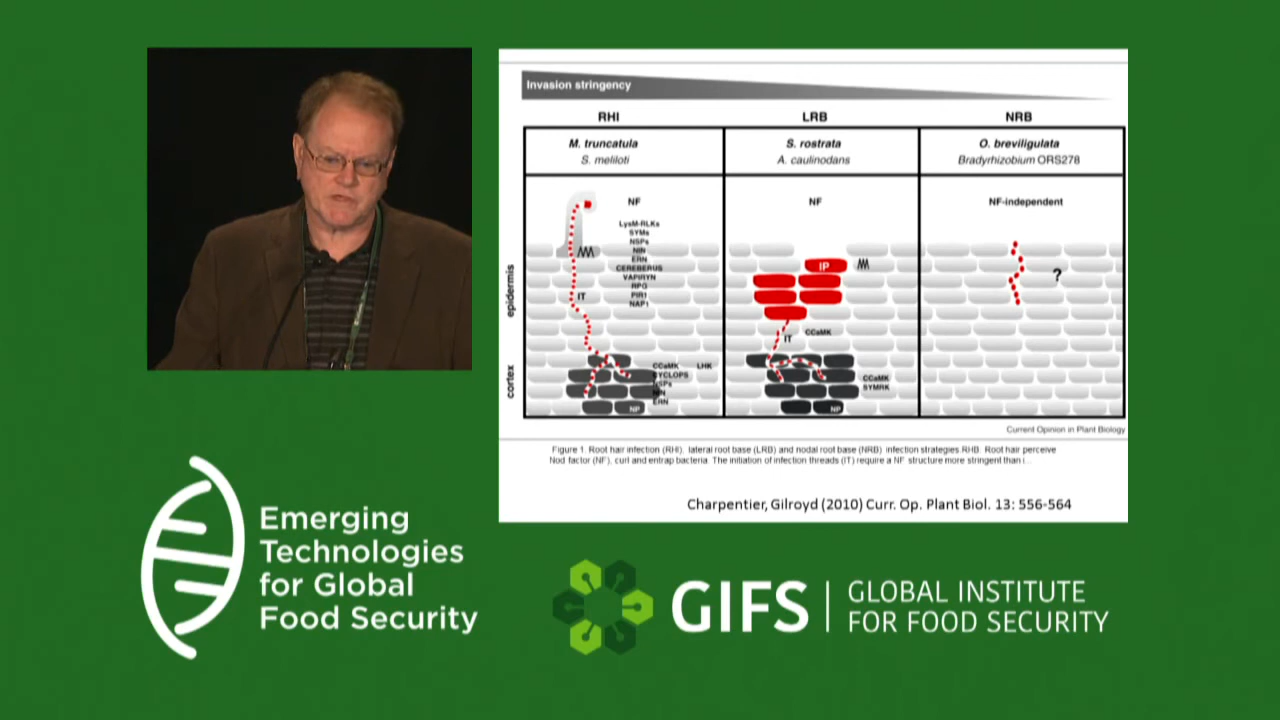 Invasion stringency
RHI
LRB
NRB
M. truncatula
S. meliloti
S. rostrata
A. caulinodans
O. breviligulata
Bradyrhizobium ORS278
NF
NF
NF-independent
LysM-RLKs
SYMs
NSPs
NIN
ERN
CEREBERUS
VAPIRYN
RPG
PIR1
NAP1
IT
IP
?
IT
CCaMK
epidermis
cortex
CCaMK
LHK
CYCLOPS
NSPs
NIN
ERN
NP
CCaMK
SYMRK
NP
Current Opinion in Plant Biology
Figure 1. Root hair infection (RHI), lateral root base (LRB) and nodal root base (NRB) infection strategies.RHB. Root hair perceive
Nod factor (NF), curl and entrap bacteria. The initiation of infection threads (IT) require a NF structure more stringent than i...
Charpentier, Gilroyd (2010) Curr. Op. Plant Biol. 13: 556-564
Emerging
Technologies
for Global
Food Security
GIFS
GLOBAL INSTITUTE
FOR FOOD SECURITY